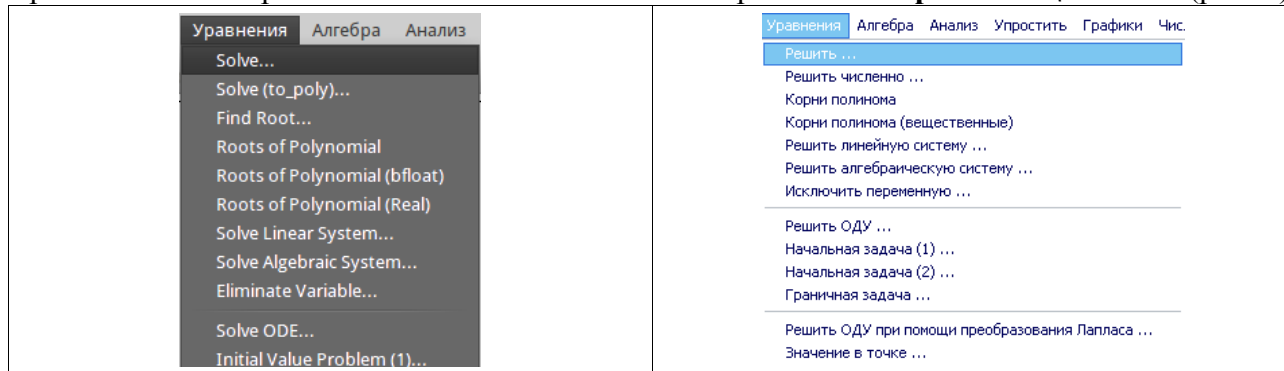 Уравнения Алгебра Анализ
Solve...
Solve (to_poly)...
Find Root...
Roots of Polynomial
Roots of Polynomial (bfloat)
Roots of Polynomial (Real)
Solve Linear System...
Solve Algebraic System...
Eliminate Variable...
Solve ODE...
Initial Value Problem (1)...
Уравнения Алгебра Анализ Упростить Графики Чис.
Решить ...
Решить численно ...
Корни полинома
Корни полинома (вещественные)
Решить линейную систему ...
Решить алгебраическую систему ...
Исключить переменную ...
Решить ОДУ ...
Начальная задача (1) ...
Начальная задача (2) ...
Граничная задача ...
Решить ОДУ при помощи преобразования Лапласа ...
Значение в точке ...